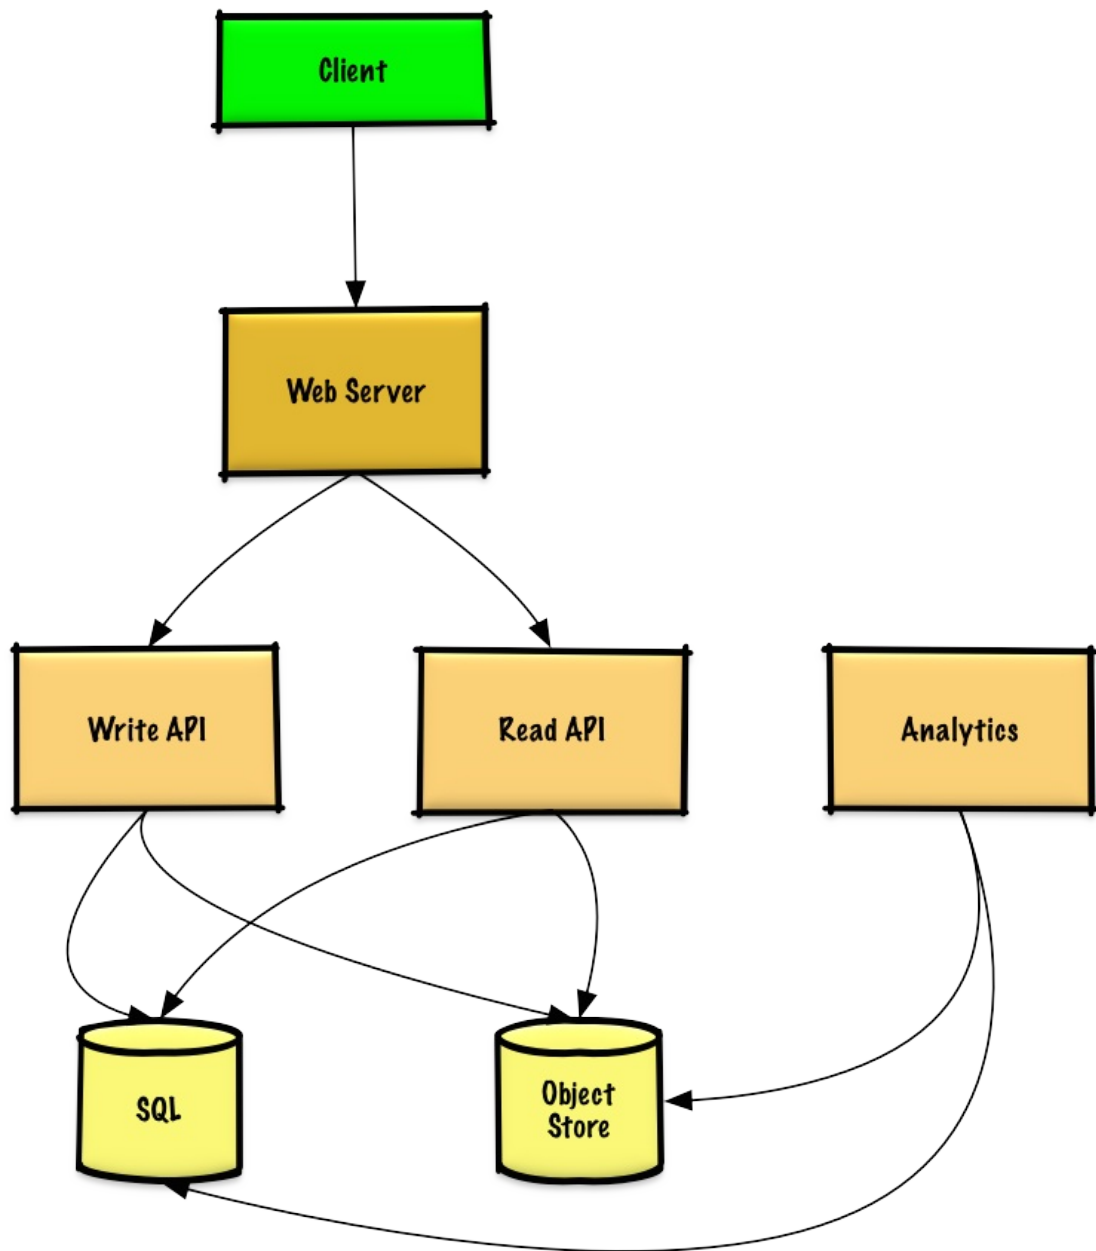 Client
Web Server
Write API
Read API
Analytics
SQL
Object
Store